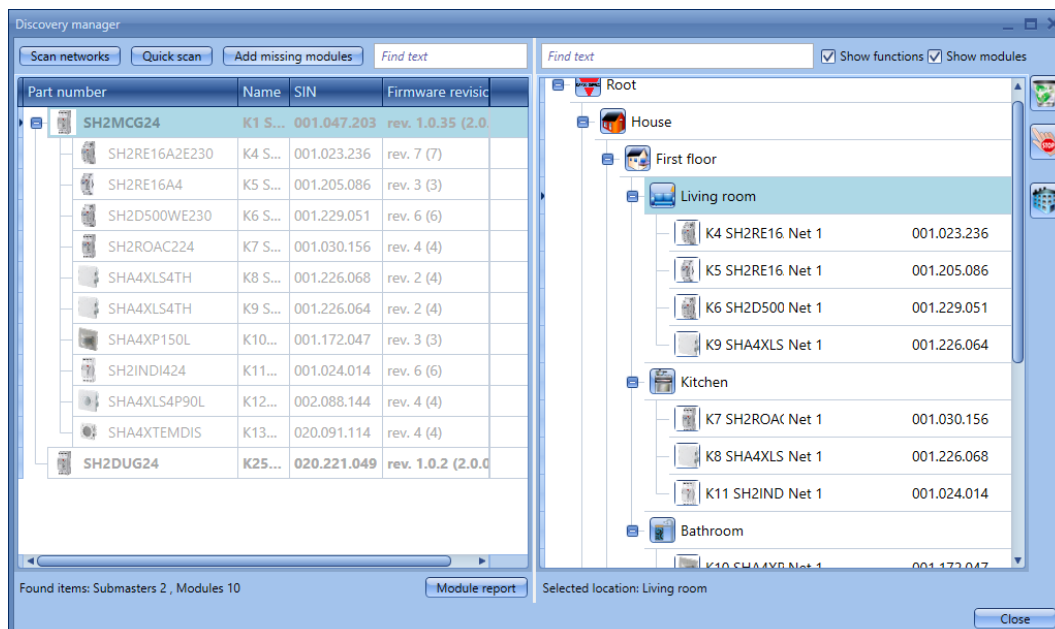 Discovery manager
Scan networks Quick scan Add missing modules Find text
Part number Name SIN Firmware revisic
SH2MCG24 K1 S... 001.047.203 rev. 1.0.35 (2.0.
SH2RE16A2E230 K4 S... 001.023.236 rev. 7 (7)
SH2RE16A4 K5 S... 001.205.086 rev. 3 (3)
SH2D500WE230 K6 S... 001.229.051 rev. 6 (6)
SH2ROAC224 K7 S... 001.030.156 rev. 4 (4)
SHA4XLS4TH K8 S... 001.226.068 rev. 2 (4)
SHA4XLS4TH K9 S... 001.226.064 rev. 2 (4)
SHA4XP150L K10... 001.172.047 rev. 3 (3)
SH2INDI424 K11... 001.024.014 rev. 6 (6)
SHA4XLS4P90L K12... 002.088.144 rev. 4 (4)
SHA4XTEMDIS K13... 020.091.114 rev. 4 (4)
SH2DUG24 K25... 020.221.049 rev. 1.0.2 (2.0.0
Found items: Submasters 2 , Modules 10 Module report
Find text Show functions Show modules
Root
House
First floor
Living room
K4 SH2RE16 Net 1 001.023.236
K5 SH2RE16 Net 1 001.205.086
K6 SH2D500 Net 1 001.229.051
K9 SHA4XLS Net 1 001.226.064
Kitchen
K7 SH2ROA( Net 1 001.030.156
K8 SHA4XLS Net 1 001.226.068
K11 SH2IND Net 1 001.024.014
Bathroom
K10 SHA4XP Net 1 001.172.047
Selected location: Living room
STOP
Close